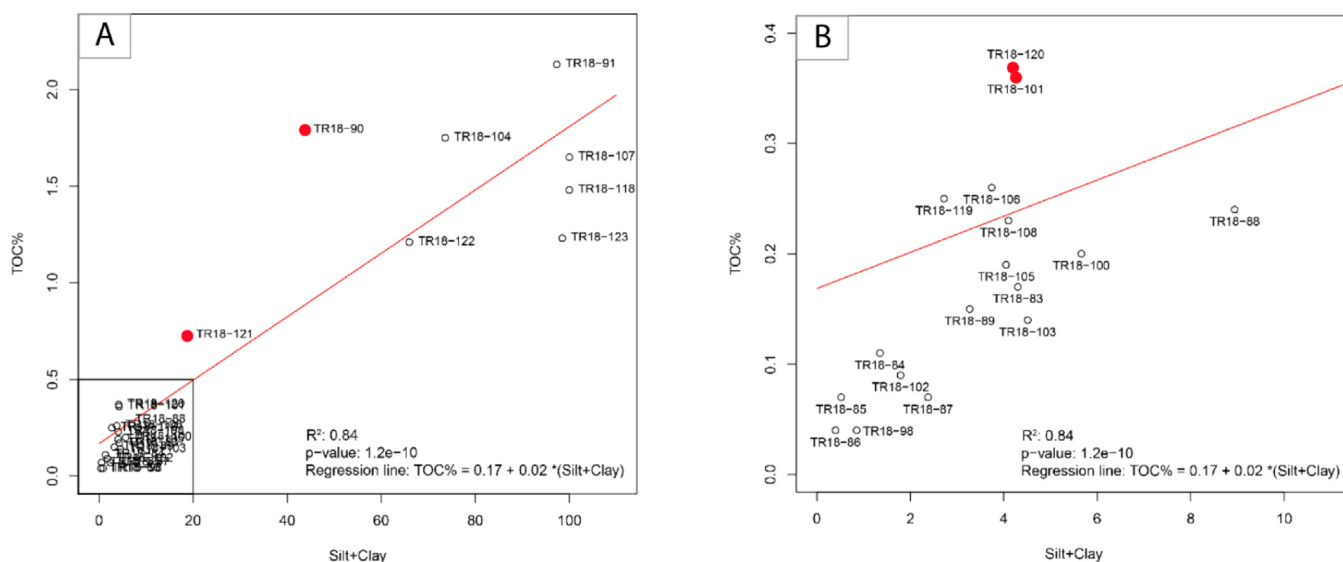 A
TOC%
2.0
1.5
1.0
0.5
0.0
TR18-91
TR18-90
TR18-104
TR18-107
TR18-118
TR18-122
TR18-123
TR18-121
R²: 0.84
p-value: 1.2e-10
Regression line: TOC% = 0.17 + 0.02 *(Silt+Clay)
0 20 40 60 80 100
Silt+Clay
B
TOC%
0.4
0.3
0.2
0.1
0.0
TR18-120
TR18-101
TR18-106
TR18-119
TR18-88
TR18-108
TR18-100
TR18-105
TR18-83
TR18-89
TR18-103
TR18-84
TR18-102
TR18-85
TR18-87
TR18-86
TR18-98
R²: 0.84
p-value: 1.2e-10
Regression line: TOC% = 0.17 + 0.02 *(Silt+Clay)
0 2 4 6 8 10
Silt+Clay